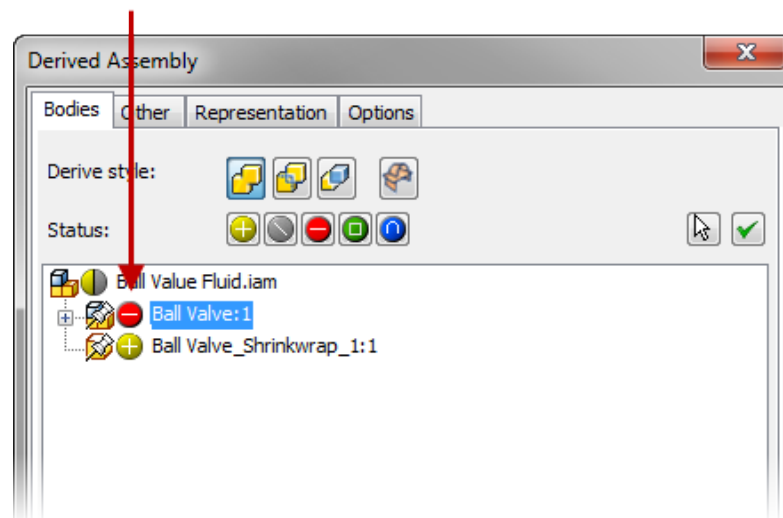 Derived Assembly
Bodies Other Representation Options
Derive style:
Status:
Ball Value Fluid.iam
Ball Valve:1
Ball Valve_Shrinkwrap_1:1